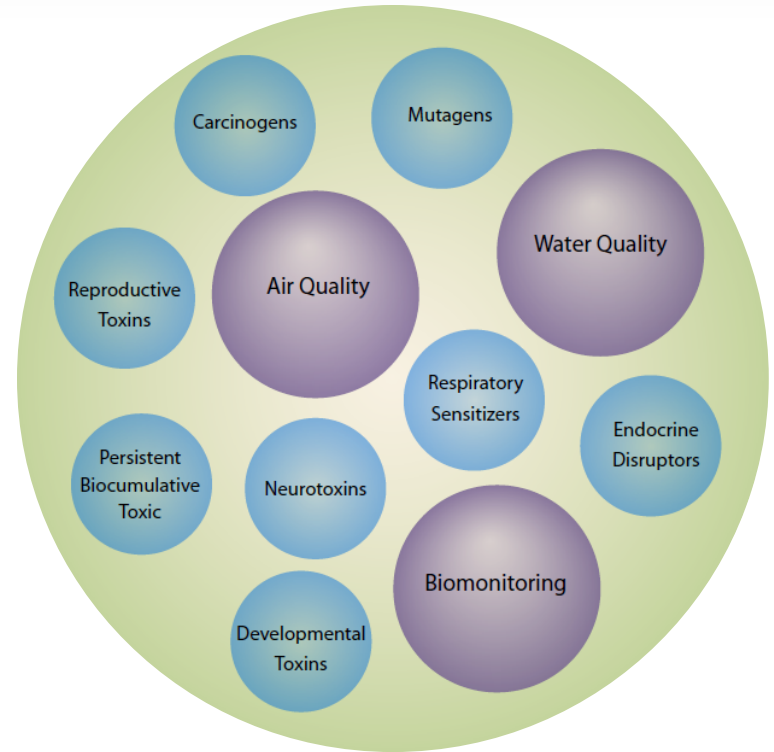 Carcinogens
Mutagens
Water Quality
Air Quality
Reproductive
Toxins
Respiratory
Sensitizers
Endocrine
Disruptors
Persistent
Biocumulative
Toxic
Neurotoxins
Biomonitoring
Developmental
Toxins